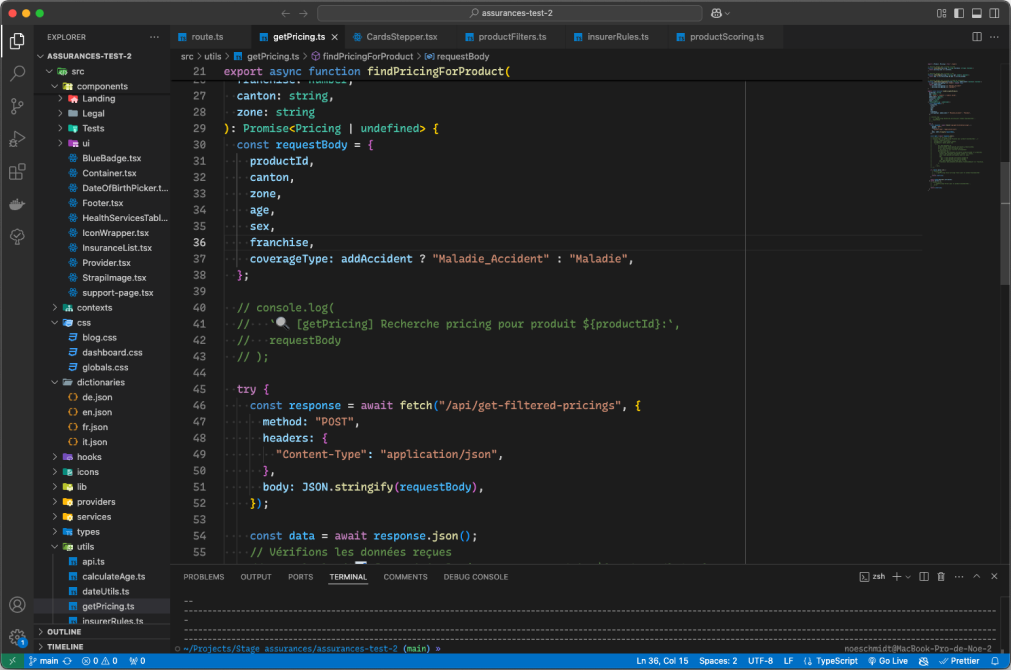 assurances-test-2
EXPLORER
route.ts
getPricing.ts
CardsStepper.tsx
productFilters.ts
insurerRules.ts
productScoring.ts
src > utils > getPricing.ts > findPricingForProduct > requestBody
ASSURANCES-TEST-2
src
components
Landing
Legal
Tests
ui
BlueBadge.tsx
Container.tsx
DateOfBirthPicker.t...
Footer.tsx
HealthServicesTabl...
IconWrapper.tsx
InsuranceList.tsx
Provider.tsx
StrapiImage.tsx
support-page.tsx
contexts
css
blog.css
dashboard.css
globals.css
dictionaries
de.json
en.json
fr.json
it.json
hooks
icons
lib
providers
services
types
utils
api.ts
calculateAge.ts
dateUtils.ts
getPricing.ts
insurerRules.ts
OUTLINE
TIMELINE
21 export async function findPricingForProduct(
27 canton: string,
28 zone: string
29 ): Promise<Pricing | undefined> {
30 const requestBody = {
31 productId,
32 canton,
33 zone,
34 age,
35 sex,
36 franchise,
37 coverageType: addAccident ? "Maladie_Accident" : "Maladie",
38 };
39
40 // console.log(
41 // `🔍 [getPricing] Recherche pricing pour produit ${productId}:`,
42 // requestBody
43 // );
44
45 try {
46 const response = await fetch("/api/get-filtered-pricings", {
47 method: "POST",
48 headers: {
49 "Content-Type": "application/json",
50 },
51 body: JSON.stringify(requestBody),
52 });
53
54 const data = await response.json();
55 // Vérifions les données reçues
PROBLEMS
OUTPUT
PORTS
TERMINAL
COMMENTS
DEBUG CONSOLE
zsh
~/Projects/Stage assurances/assurances-test-2 (main) »
noeschmidt@MacBook-Pro-de-Noe-2
1
main
0
0
0
Ln 36, Col 15
Spaces: 2
UTF-8
LF
{} TypeScript
Go Live
Prettier